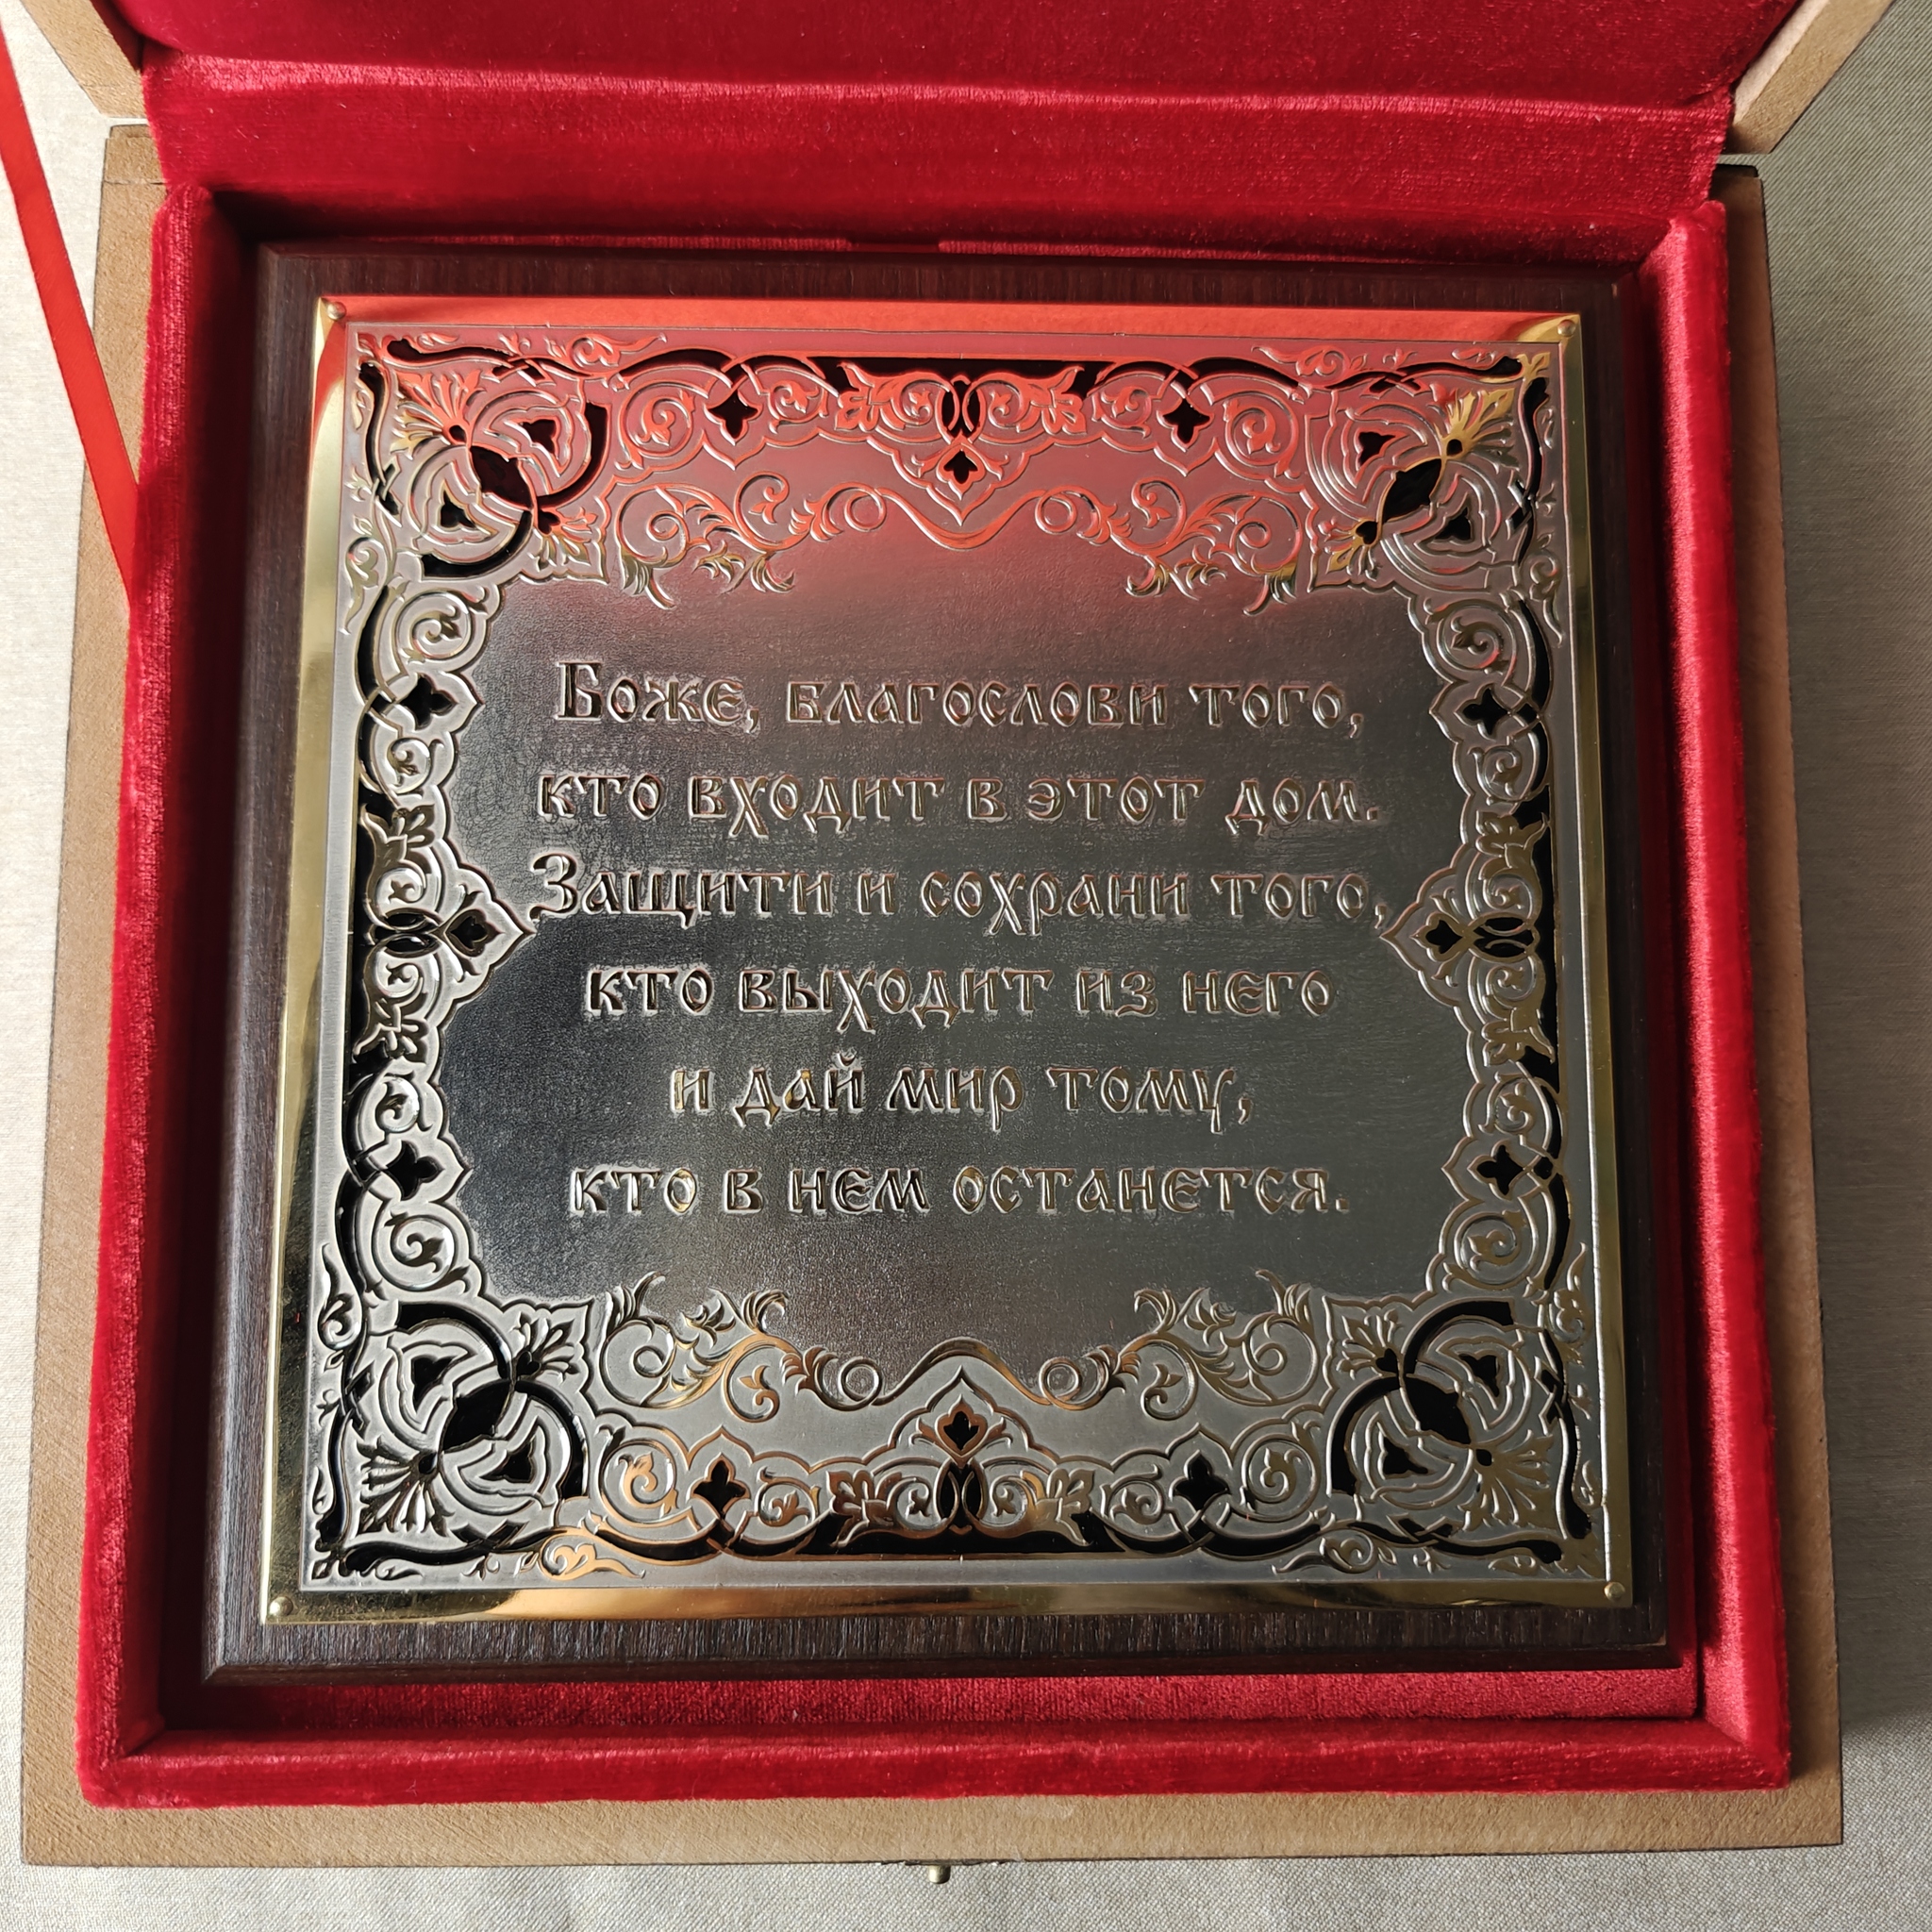 Боже, благослови того,
кто входит в этот дом.
Защити и сохрани того,
кто выходит из него
и дай мир тому,
кто в нем останется.